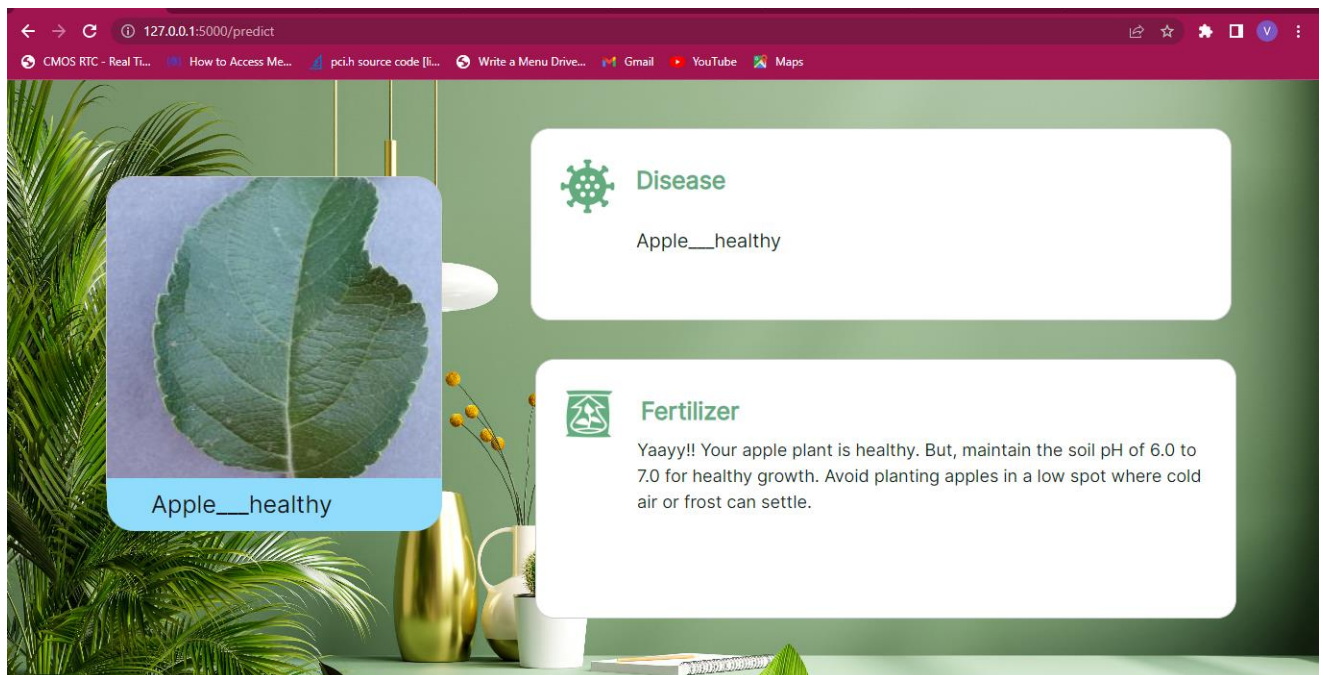 127.0.0.1:5000/predict
CMOS RTC - Real Ti... How to Access Me... pci.h source code [li... Write a Menu Drive... Gmail YouTube Maps
V
Disease
Apple___healthy
Apple___healthy
Fertilizer
Yaayy!! Your apple plant is healthy. But, maintain the soil pH of 6.0 to
7.0 for healthy growth. Avoid planting apples in a low spot where cold
air or frost can settle.